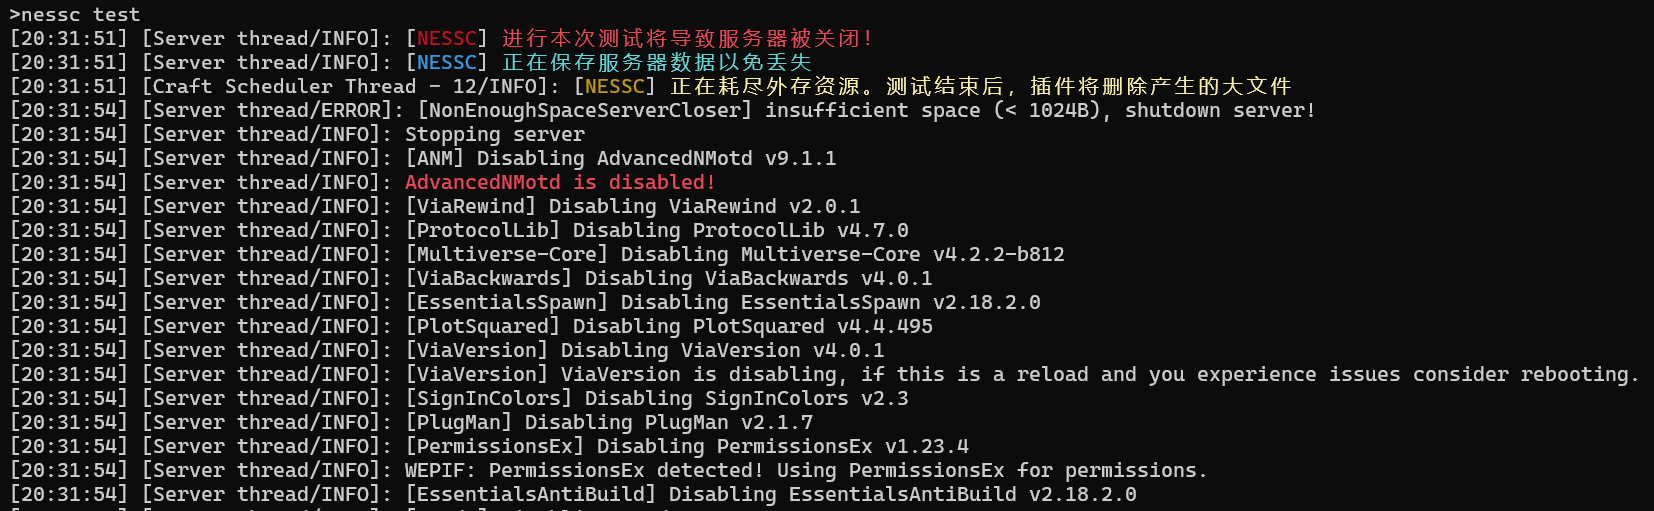 >nessc test
[20:31:51] [Server thread/INFO]: [NESSC] 进行本次测试将导致服务器被关闭！
[20:31:51] [Server thread/INFO]: [NESSC] 正在保存服务器数据以免丢失
[20:31:51] [Craft Scheduler Thread - 12/INFO]: [NESSC] 正在耗尽外存资源。测试结束后，插件将删除产生的大文件
[20:31:54] [Server thread/ERROR]: [NonEnoughSpaceServerCloser] insufficient space (< 1024B), shutdown server!
[20:31:54] [Server thread/INFO]: Stopping server
[20:31:54] [Server thread/INFO]: [ANM] Disabling AdvancedNMotd v9.1.1
[20:31:54] [Server thread/INFO]: AdvancedNMotd is disabled!
[20:31:54] [Server thread/INFO]: [ViaRewind] Disabling ViaRewind v2.0.1
[20:31:54] [Server thread/INFO]: [ProtocolLib] Disabling ProtocolLib v4.7.0
[20:31:54] [Server thread/INFO]: [Multiverse-Core] Disabling Multiverse-Core v4.2.2-b812
[20:31:54] [Server thread/INFO]: [ViaBackwards] Disabling ViaBackwards v4.0.1
[20:31:54] [Server thread/INFO]: [EssentialsSpawn] Disabling EssentialsSpawn v2.18.2.0
[20:31:54] [Server thread/INFO]: [PlotSquared] Disabling PlotSquared v4.4.495
[20:31:54] [Server thread/INFO]: [ViaVersion] Disabling ViaVersion v4.0.1
[20:31:54] [Server thread/INFO]: [ViaVersion] ViaVersion is disabling, if this is a reload and you experience issues consider rebooting.
[20:31:54] [Server thread/INFO]: [SignInColors] Disabling SignInColors v2.3
[20:31:54] [Server thread/INFO]: [PlugMan] Disabling PlugMan v2.1.7
[20:31:54] [Server thread/INFO]: [PermissionsEx] Disabling PermissionsEx v1.23.4
[20:31:54] [Server thread/INFO]: WEPIF: PermissionsEx detected! Using PermissionsEx for permissions.
[20:31:54] [Server thread/INFO]: [EssentialsAntiBuild] Disabling EssentialsAntiBuild v2.18.2.0